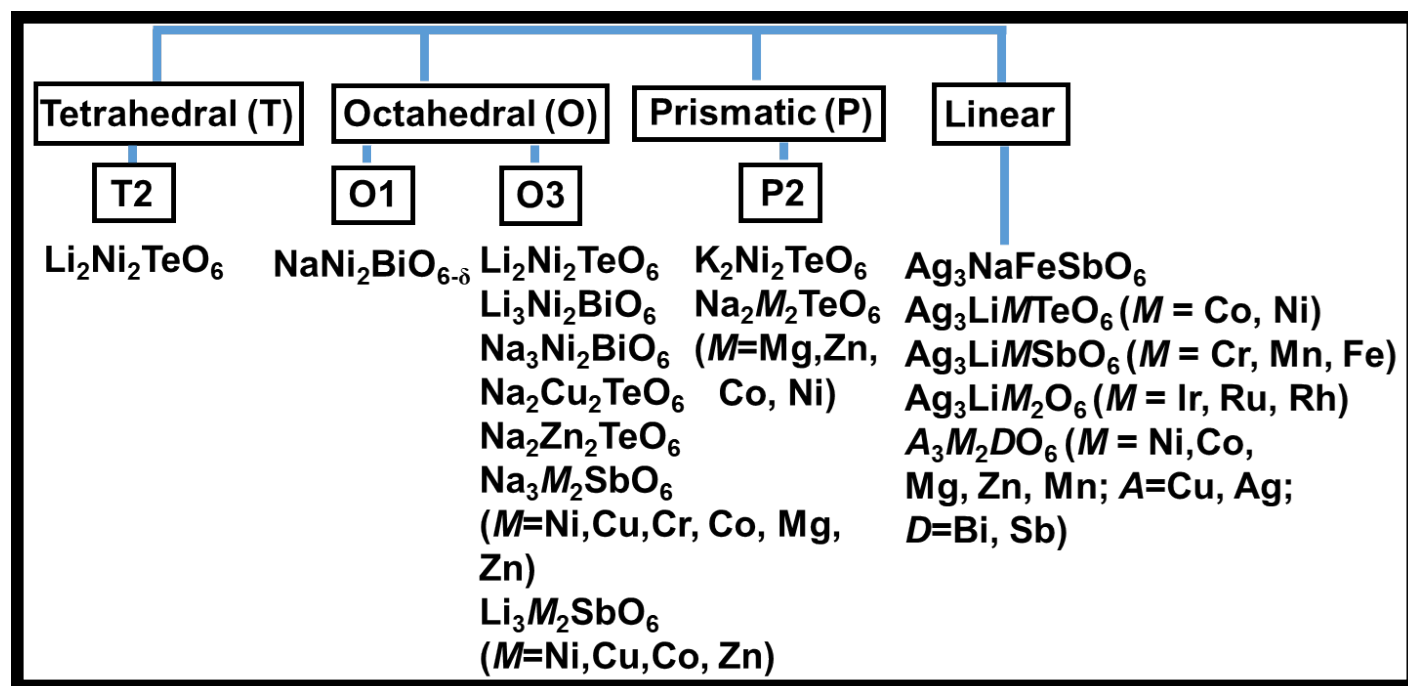 Tetrahedral (T)
Octahedral (O)
Prismatic (P)
Linear
T2
O1
O3
P2
Li₂Ni₂TeO₆
NaNi₂BiO₆₋δ
Li₂Ni₂TeO₆
Li₃Ni₂BiO₆
Na₃Ni₂BiO₆
Na₂Cu₂TeO₆
Na₂Zn₂TeO₆
Na₃M₂SbO₆
(M=Ni,Cu,Cr, Co, Mg,
Zn)
Li₃M₂SbO₆
(M=Ni,Cu,Co, Zn)
K₂Ni₂TeO₆
Na₂M₂TeO₆
(M=Mg,Zn,
Co, Ni)
Ag₃NaFeSbO₆
Ag₃LiMTeO₆ (M = Co, Ni)
Ag₃LiMSbO₆ (M = Cr, Mn, Fe)
Ag₃LiM₂O₆ (M = Ir, Ru, Rh)
A₃M₂DO₆ (M = Ni,Co,
Mg, Zn, Mn; A=Cu, Ag;
D=Bi, Sb)